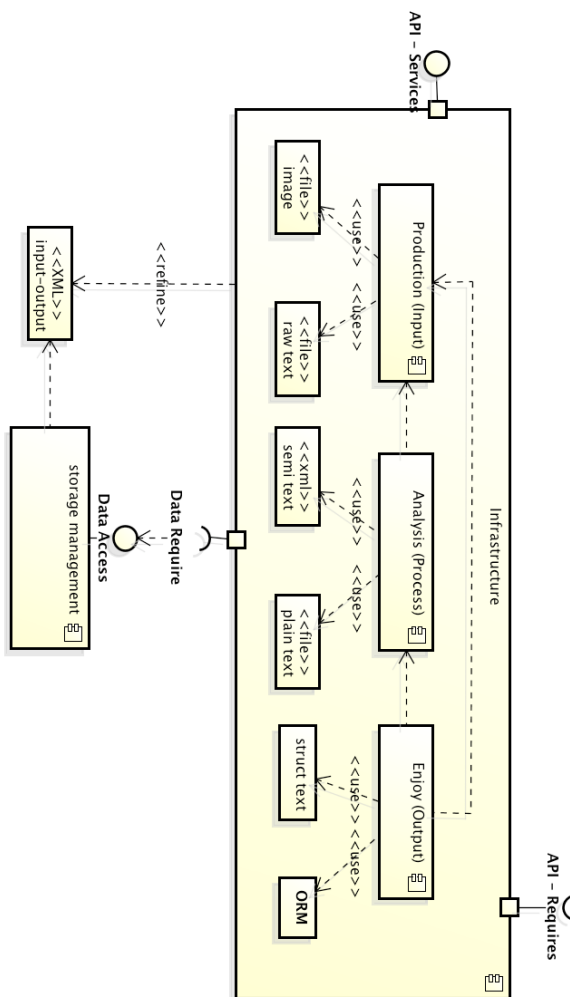 API - Services
Infrastructure
API - Requires
Production (Input)
Analysis (Process)
Enjoy (Output)
<<use>>
<<use>>
<<use>>
<<use>>
<<use>>
<<use>>
<<file>>
image
<<file>>
raw text
<<xml>>
semi text
<<file>>
plain text
struct text
ORM
<<refine>>
Data Require
Data Access
<<XML>>
input-output
storage management